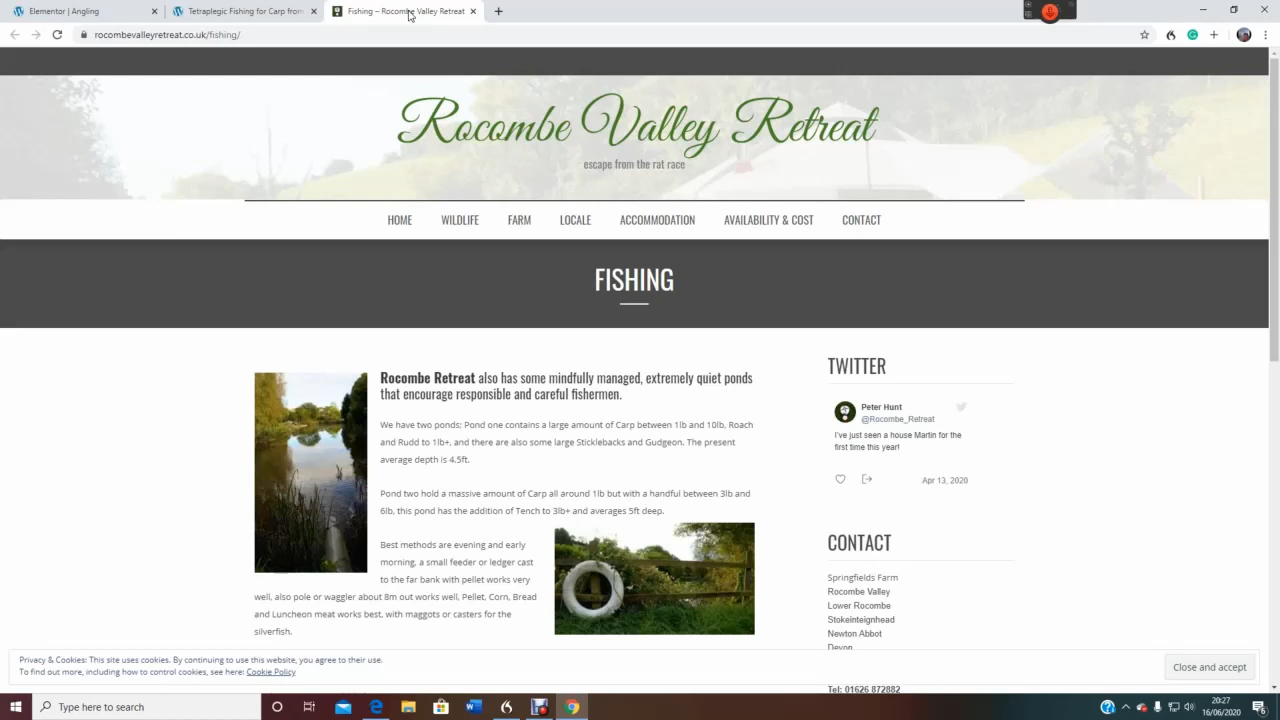 Elementor | Angling
Tetraplegic Fishing for Carp from
Fishing – Rocombe Valley Retreat
rocombevalleyretreat.co.uk/fishing/
Rocombe Valley Retreat
escape from the rat race
HOME WILDLIFE FARM LOCALE ACCOMMODATION AVAILABILITY & COST CONTACT
FISHING
Rocombe Retreat also has some mindfully managed, extremely quiet ponds
that encourage responsible and careful fishermen.
We have two ponds; Pond one contains a large amount of Carp between 1lb and 10lb, Roach
and Rudd to 1lb+, and there are also some large Sticklebacks and Gudgeon. The present
average depth is 4.5ft.
Pond two hold a massive amount of Carp all around 1lb but with a handful between 3lb and
6lb, this pond has the addition of Tench to 3lb+ and averages 5ft deep.
Best methods are evening and early
morning, a small feeder or ledger cast
to the far bank with pellet works very
well, also pole or waggler about 8m out works well, Pellet, Corn, Bread
and Luncheon meat works best, with maggots or casters for the
silverfish.
TWITTER
Peter Hunt
@Rocombe_Retreat
I've just seen a house Martin for the
first time this year!
Apr 13, 2020
CONTACT
Springfields Farm
Rocombe Valley
Lower Rocombe
Stokeinteignhead
Newton Abbot
Devon
Tel: 01626 872882
Privacy & Cookies: This site uses cookies. By continuing to use this website, you agree to their use.
To find out more, including how to control cookies, see here: Cookie Policy
Close and accept
Type here to search
20:27
16/06/2020
6